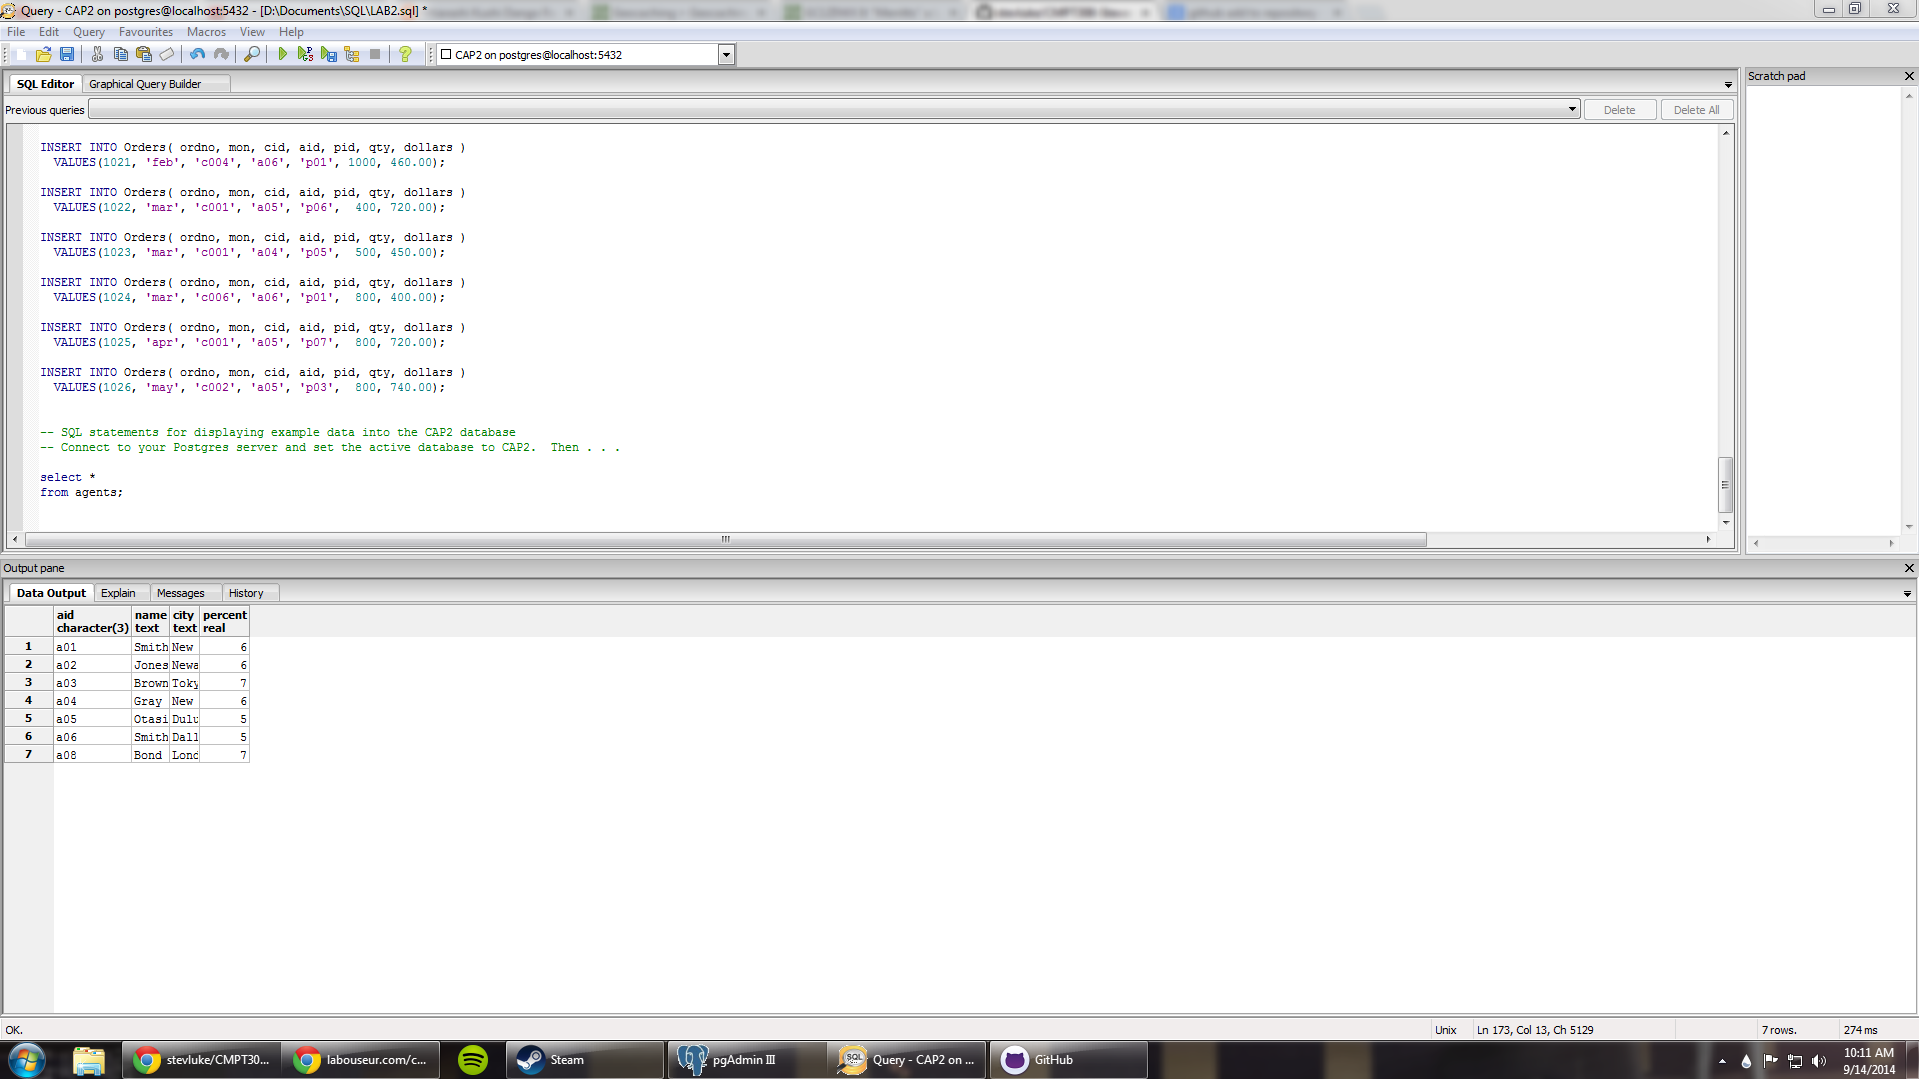 Query - CAP2 on postgres@localhost:5432 - [D:\Documents\SQL\LAB2.sql] *
File Edit Query Favourites Macros View Help
CAP2 on postgres@localhost:5432
SQL Editor Graphical Query Builder
Scratch pad
Previous queries
Delete Delete All
INSERT INTO Orders( ordno, mon, cid, aid, pid, qty, dollars )
VALUES(1021, 'feb', 'c004', 'a06', 'p01', 1000, 460.00);
INSERT INTO Orders( ordno, mon, cid, aid, pid, qty, dollars )
VALUES(1022, 'mar', 'c001', 'a05', 'p06', 400, 720.00);
INSERT INTO Orders( ordno, mon, cid, aid, pid, qty, dollars )
VALUES(1023, 'mar', 'c001', 'a04', 'p05', 500, 450.00);
INSERT INTO Orders( ordno, mon, cid, aid, pid, qty, dollars )
VALUES(1024, 'mar', 'c006', 'a06', 'p01', 800, 400.00);
INSERT INTO Orders( ordno, mon, cid, aid, pid, qty, dollars )
VALUES(1025, 'apr', 'c001', 'a05', 'p07', 800, 720.00);
INSERT INTO Orders( ordno, mon, cid, aid, pid, qty, dollars )
VALUES(1026, 'may', 'c002', 'a05', 'p03', 800, 740.00);
-- SQL statements for displaying example data into the CAP2 database
-- Connect to your Postgres server and set the active database to CAP2. Then . . .
select *
from agents;
Output pane
Data Output Explain Messages History
aid name city percent
character(3) text text real
1 a01 Smith New 6
2 a02 Jones Newa 6
3 a03 Brown Toky 7
4 a04 Gray New 6
5 a05 Otasi Dulu 5
6 a06 Smith Dall 5
7 a08 Bond Lond 7
OK. Unix Ln 173, Col 13, Ch 5129 7 rows. 274 ms
stevluke/CMPT30... labouseur.com/c... Steam pgAdmin III Query - CAP2 on ... GitHub
10:11 AM
9/14/2014